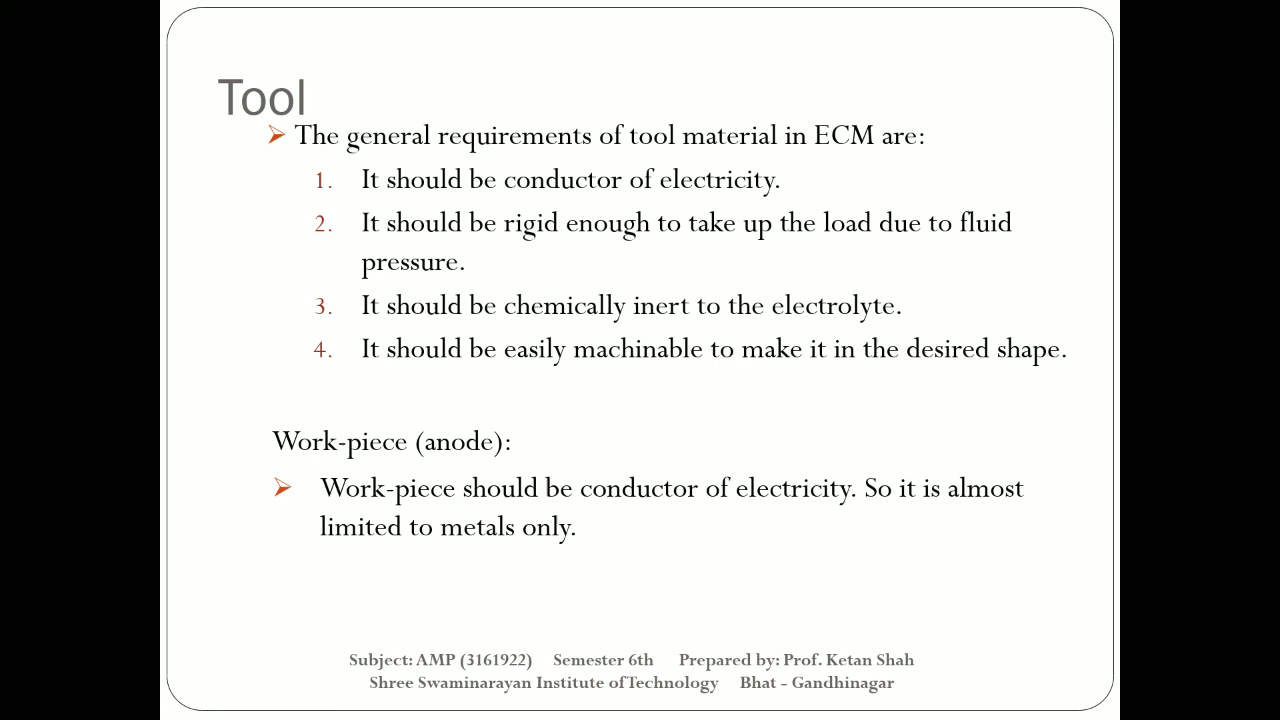 Tool
The general requirements of tool material in ECM are:
1. It should be conductor of electricity.
2. It should be rigid enough to take up the load due to fluid
pressure.
3. It should be chemically inert to the electrolyte.
4. It should be easily machinable to make it in the desired shape.
Work-piece (anode):
Work-piece should be conductor of electricity. So it is almost
limited to metals only.
Subject: AMP (3161922) Semester 6th Prepared by: Prof. Ketan Shah
Shree Swaminarayan Institute of Technology Bhat - Gandhinagar